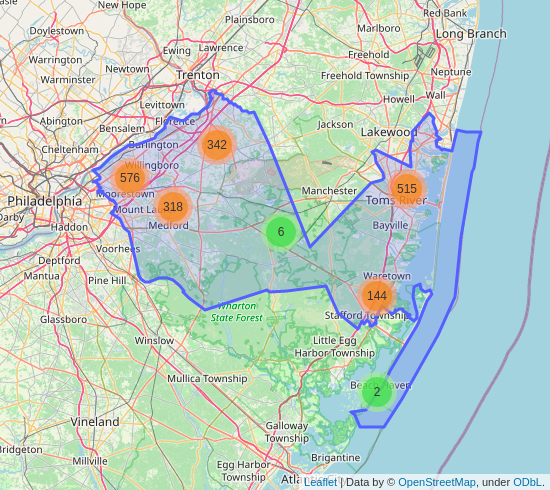 New Hope
Red Bank
Doylestown
Plainsboro
Marlboro
Long Branch
Ewing
Lawrence
Warrington
Newtown
Freehold
Warminster
Trenton
Freehold Township
Neptune
Levittown
Howell
Wall
Abington
Bensalem
Florence
Jackson
Lakewood
Cheltenham
Burlington
342
Willingboro
576
Manchester
515
Moorestown
Philadelphia
Mount La
318
Toms River
Darby
Haddon
Medford
6
Bayville
Voorhees
Deptford
Mantua
Pine Hill
Waretown
144
Wharton
State Forest
Stafford Township
Glassboro
Winslow
Little Egg
Harbor Township
Mullica Township
Beach Haven
2
Vineland
Galloway
Township
Bridgeton
Millville
Egg Harbor
Township
Brigantine
Leaflet | Data by © OpenStreetMap, under ODbL.